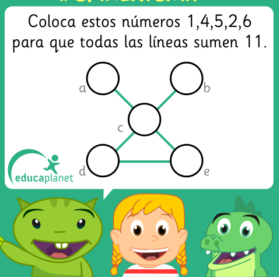 Coloca estos números 1,4,5,2,6
para que todas las líneas sumen 11.
a
b
c
d
e
educaplanet